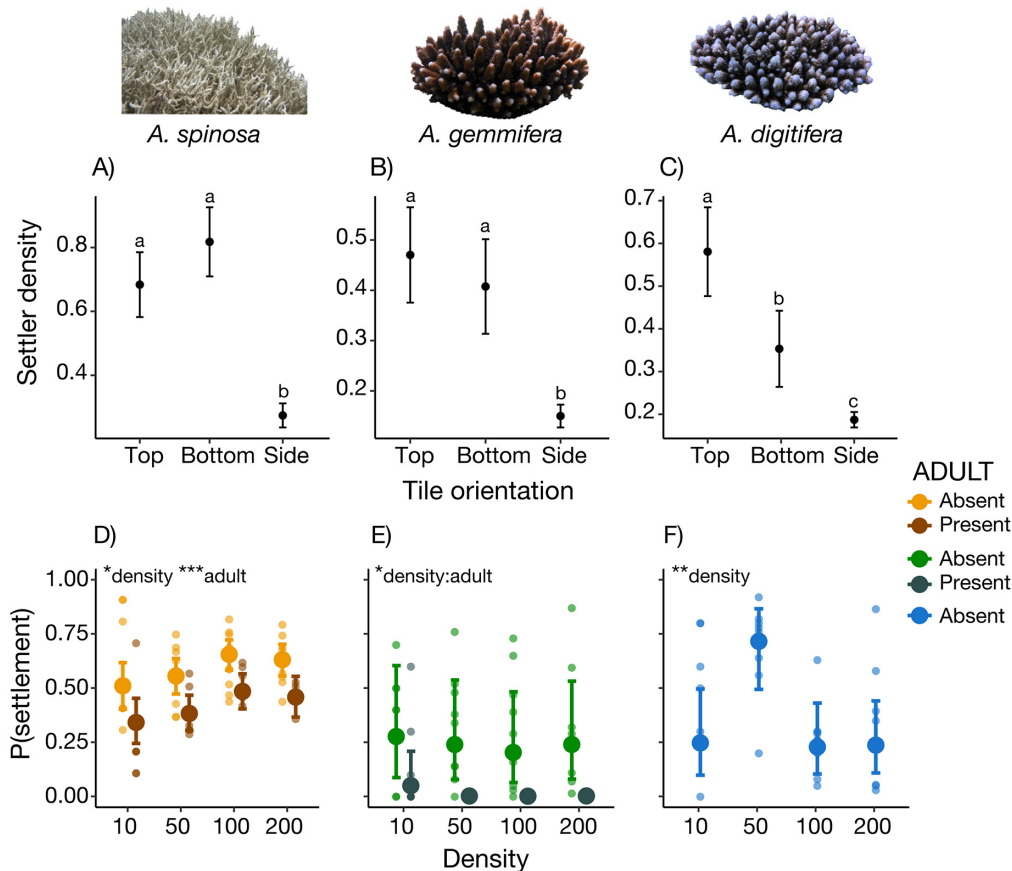 A. spinosa
A. gemmifera
A. digitifera
A)
B)
C)
Settler density
0.8
0.6
0.4
a
a
b
Top Bottom Side
0.5
0.4
0.3
0.2
a
a
b
Top Bottom Side
0.7
0.6
0.5
0.4
0.3
0.2
a
b
c
Top Bottom Side
Tile orientation
ADULT
Absent
Present
Absent
Present
Absent
D)
E)
F)
P(settlement)
1.00
0.75
0.50
0.25
0.00
*density ***adult
10 50 100 200
*density:adult
10 50 100 200
**density
10 50 100 200
Density